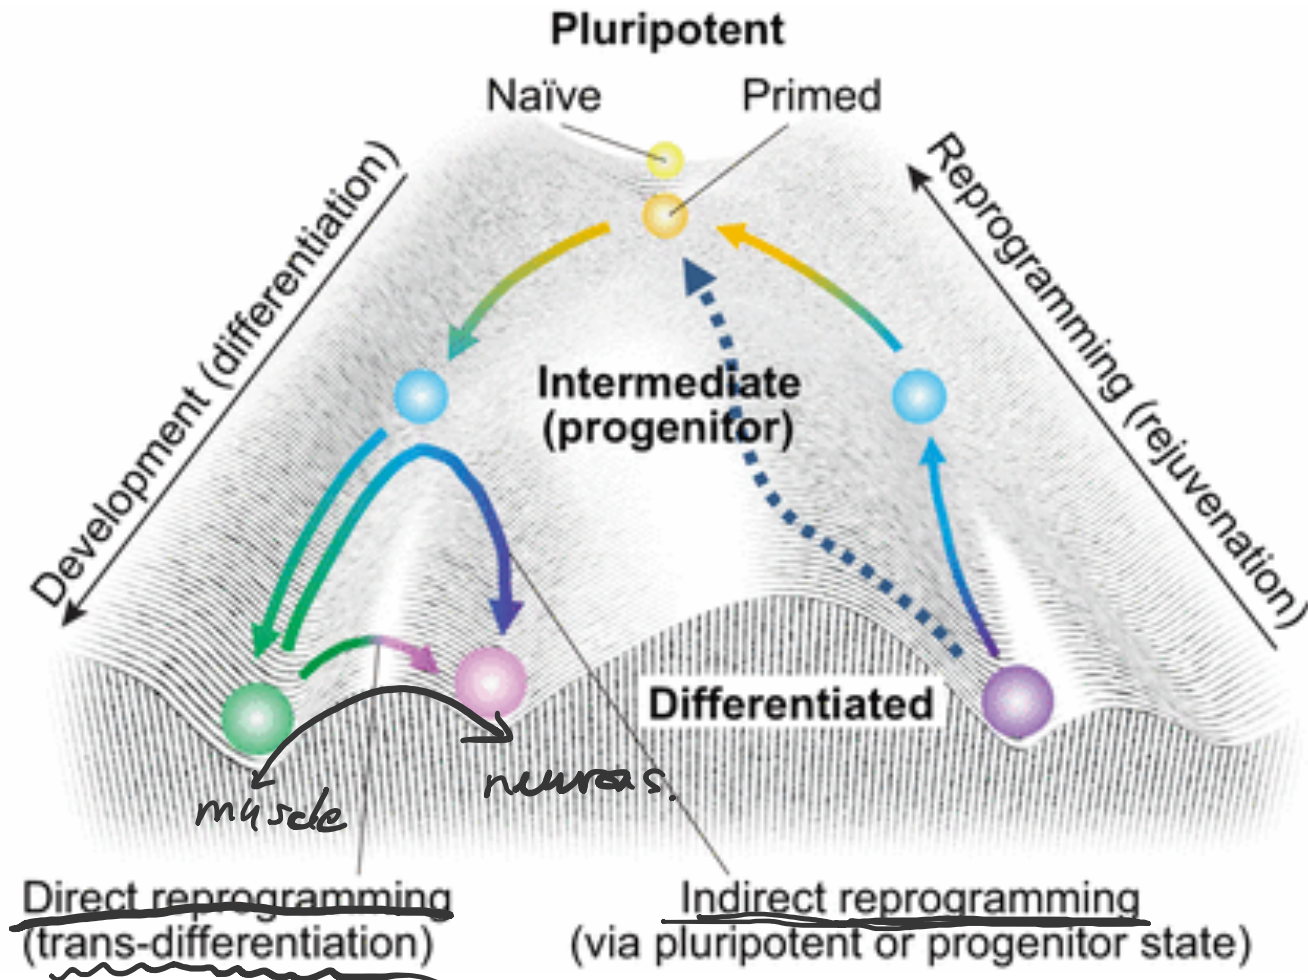 Pluripotent
Naïve
Primed
Development (differentiation)
Reprogramming (rejuvenation)
Intermediate
(progenitor)
Differentiated
muscle
neurons.
Direct reprogramming
(trans-differentiation)
Indirect reprogramming
(via pluripotent or progenitor state)